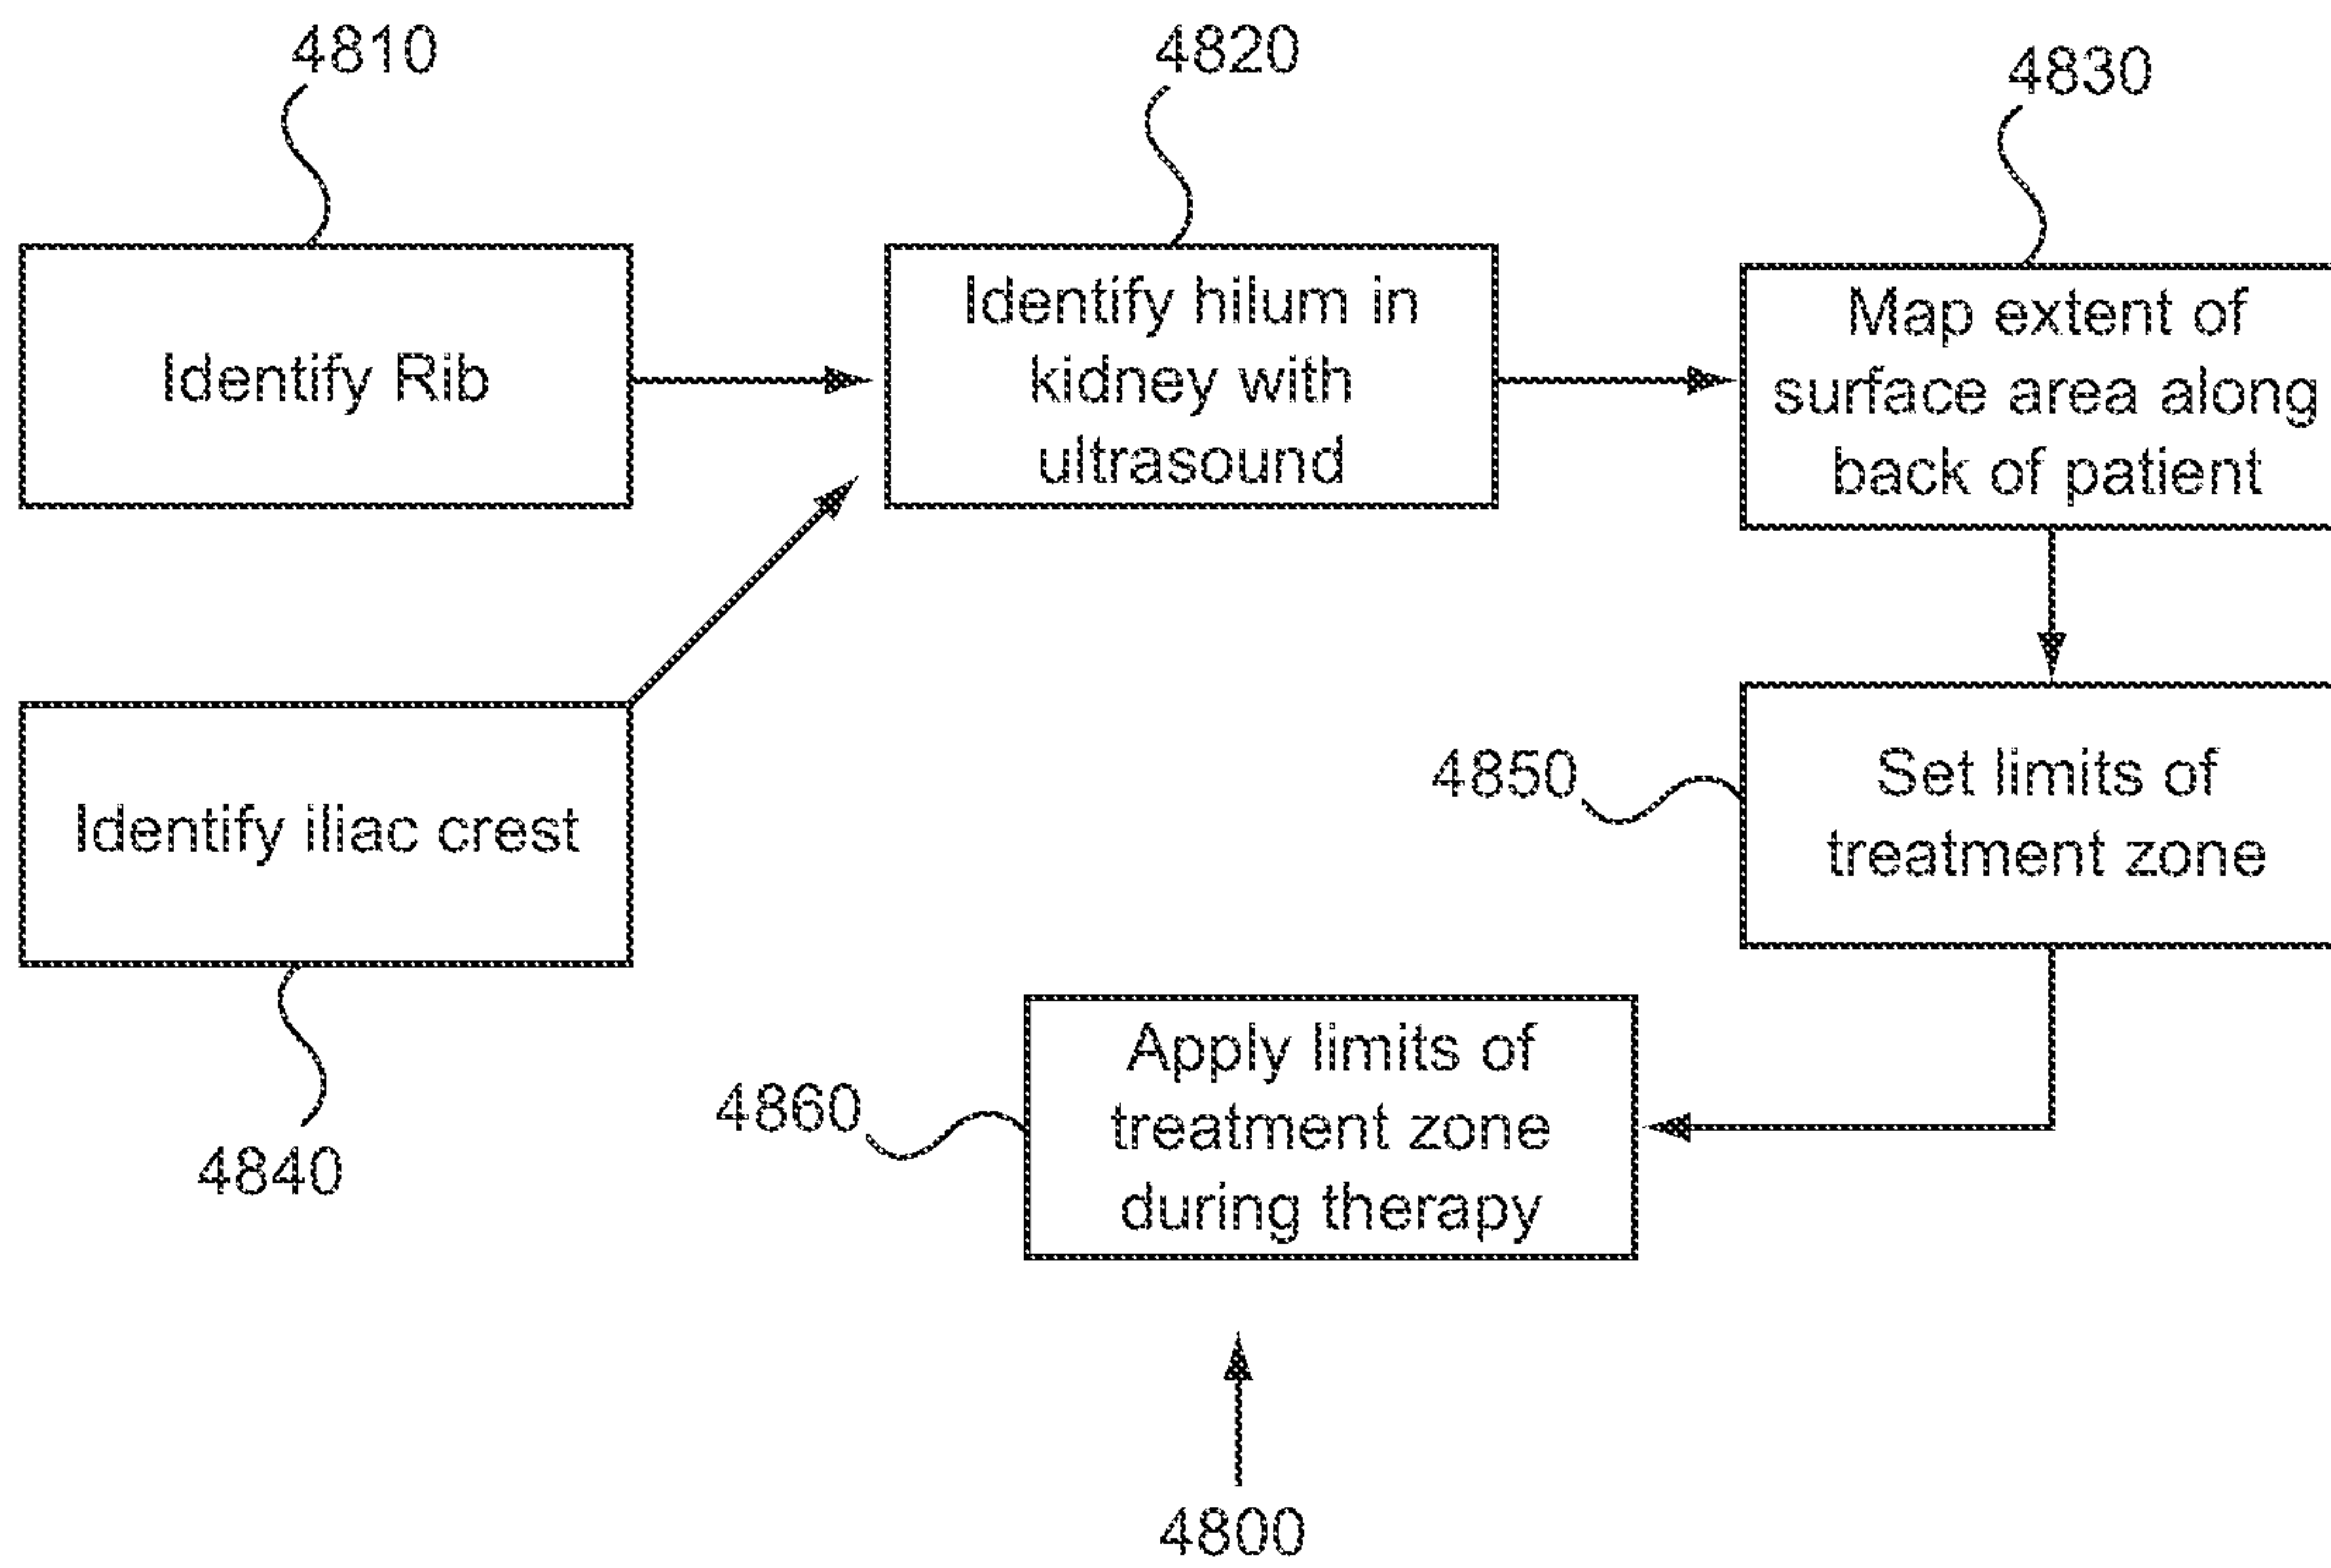 4810
4820
4830
Identify Rib
Identify hilum in
kidney with
ultrasound
Map extent of
surface area along
back of patient
Identify iliac crest
4840
4850
Set limits of
treatment zone
4860
Apply limits of
treatment zone
during therapy
4800